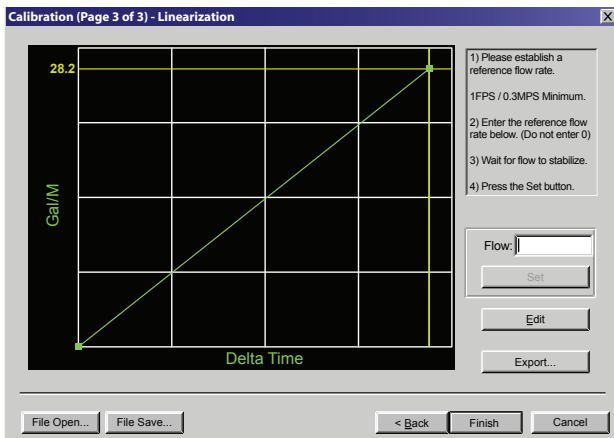 Calibration (Page 3 of 3) - Linearization
X
28.2
Gal/M
Delta Time
1) Please establish a
reference flow rate.
1FPS / 0.3MPS Minimum.
2) Enter the reference flow
rate below. (Do not enter 0)
3) Wait for flow to stabilize.
4) Press the Set button.
Flow:
Set
Edit
Export...
File Open...
File Save...
< Back
Finish
Cancel